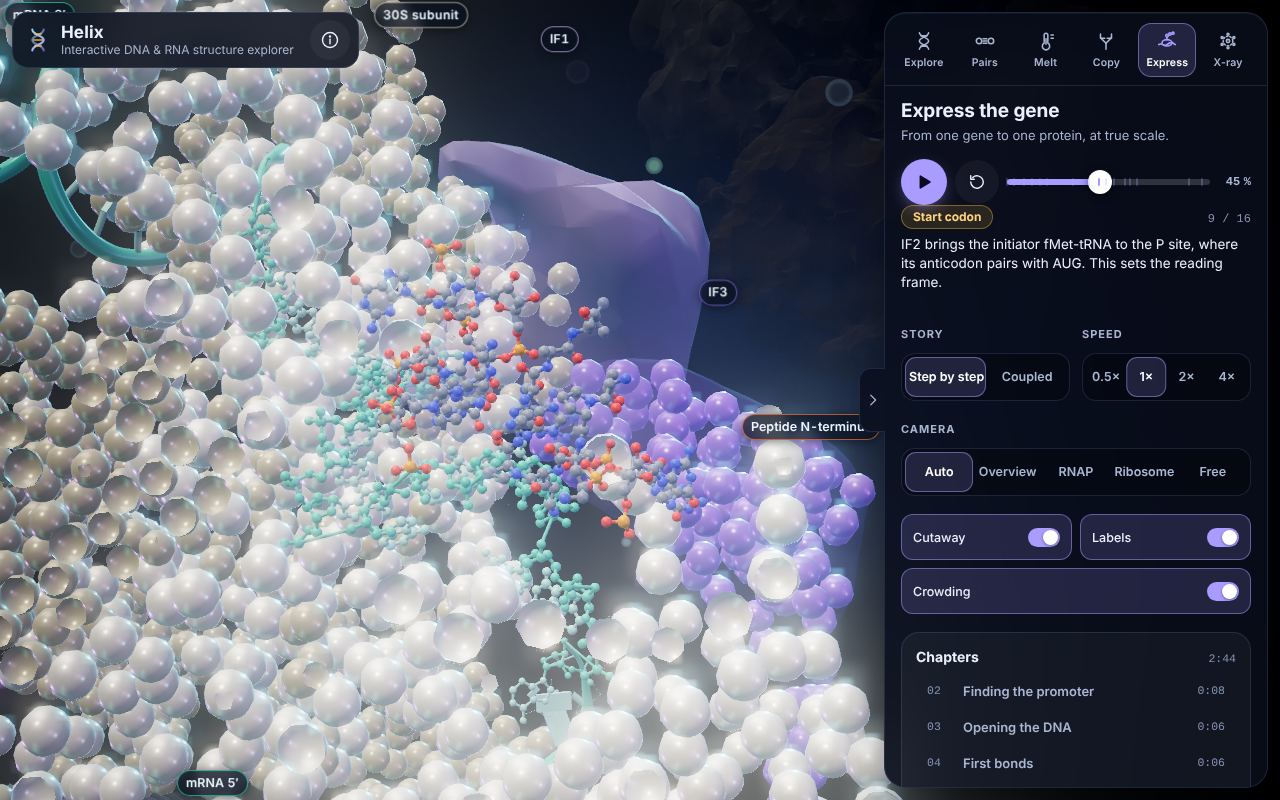 30S subunit
Helix
Interactive DNA & RNA structure explorer
IF1
IF3
Peptide N-terminu
mRNA 5′
Explore
Pairs
Melt
Copy
Express
X-ray
Express the gene
From one gene to one protein, at true scale.
45 %
Start codon
9 / 16
IF2 brings the initiator fMet-tRNA to the P site, where
its anticodon pairs with AUG. This sets the reading
frame.
STORY
SPEED
Step by step
Coupled
0.5×
1×
2×
4×
CAMERA
Auto
Overview
RNAP
Ribosome
Free
Cutaway
Labels
Crowding
Chapters
2:44
02 Finding the promoter 0:08
03 Opening the DNA 0:06
04 First bonds 0:06